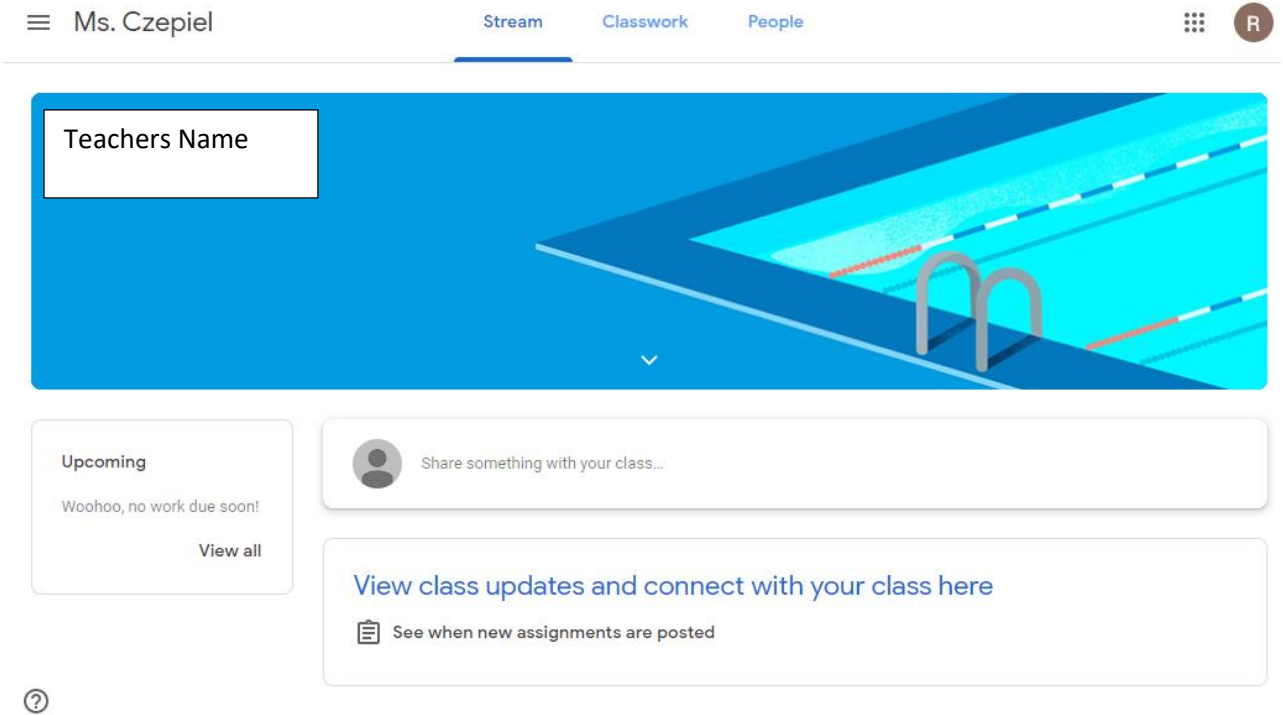 Ms. Czepiel
Stream Classwork People
R
Teachers Name
Upcoming
Share something with your class...
Woohoo, no work due soon!
View all
View class updates and connect with your class here
See when new assignments are posted
?